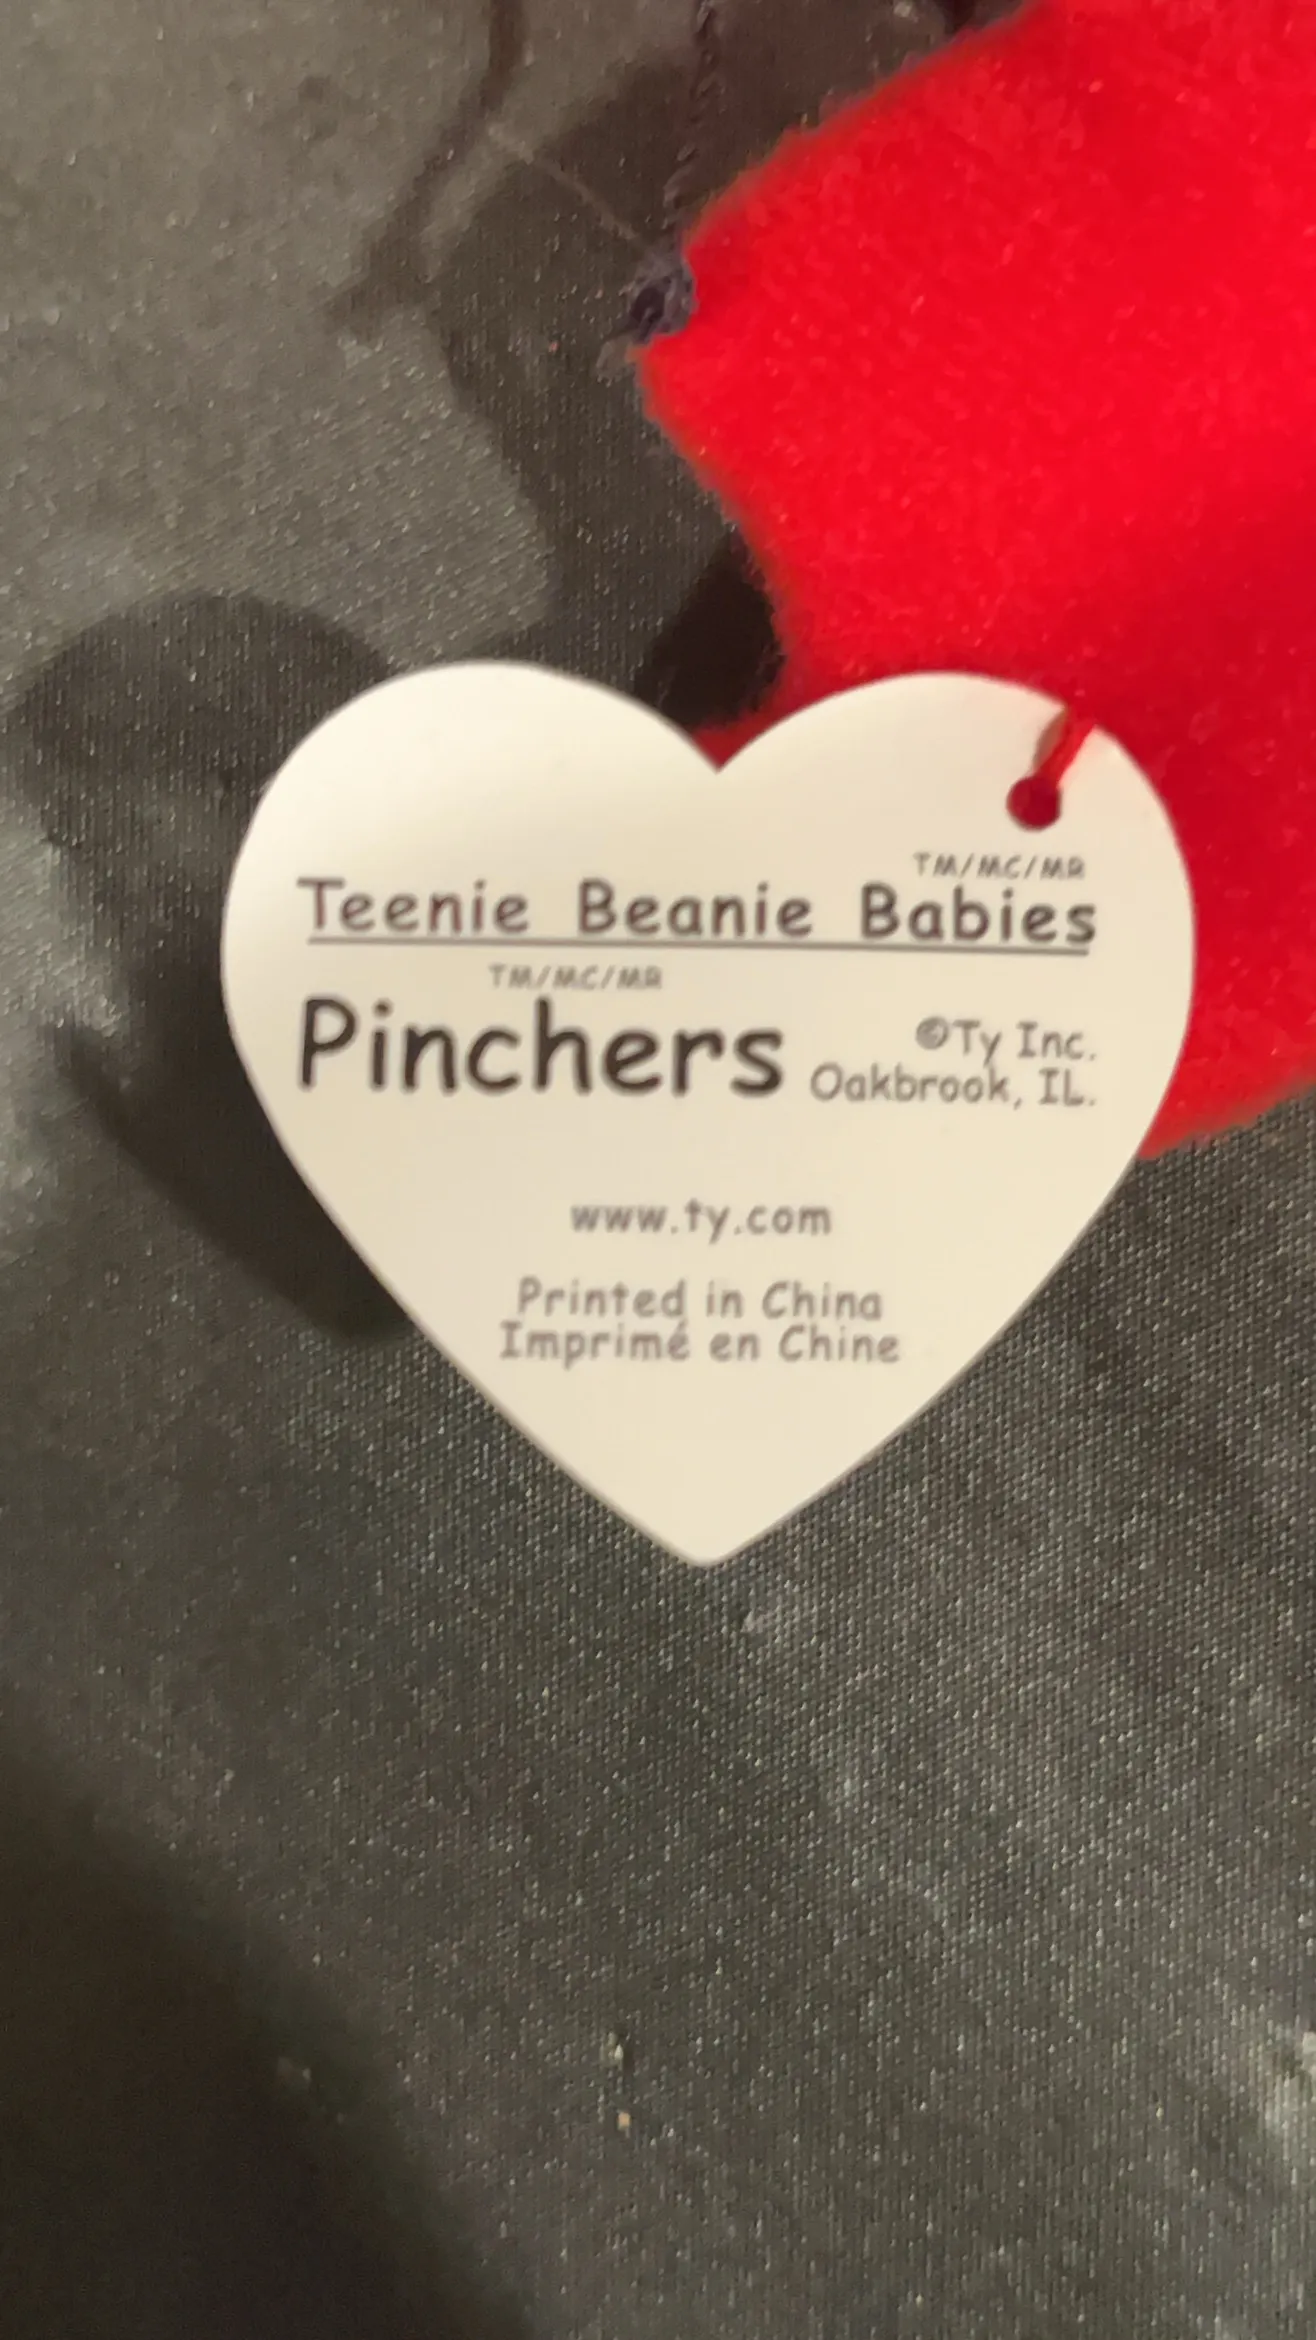 TM/MC/MR
Teenie Beanie Babies
TM/MC/MR
Pinchers
©Ty Inc.
Oakbrook, IL.
www.ty.com
Printed in China
Imprimé en Chine